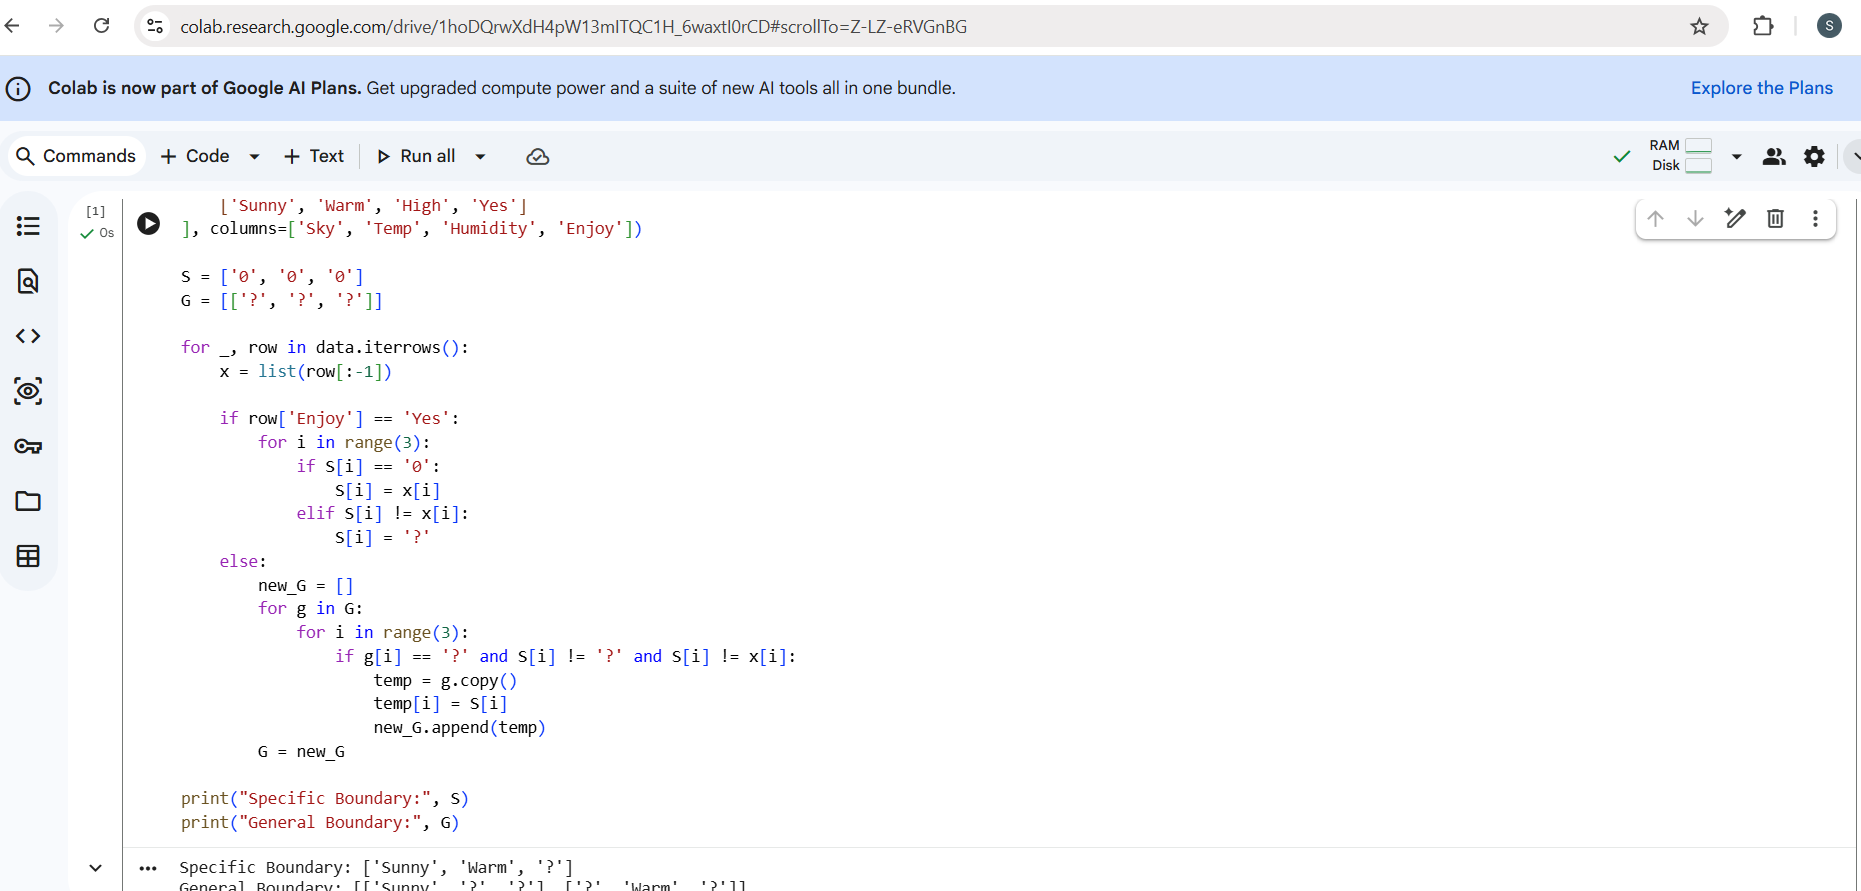 colab.research.google.com/drive/1hoDQrwXdH4pW13mITQC1H_6waxtI0rCD#scrollTo=Z-LZ-eRVGnBG
S
Colab is now part of Google AI Plans. Get upgraded compute power and a suite of new AI tools all in one bundle.
Explore the Plans
Commands + Code + Text Run all
RAM
Disk
[1]
0s
['Sunny', 'Warm', 'High', 'Yes']
], columns=['Sky', 'Temp', 'Humidity', 'Enjoy'])
S = ['0', '0', '0']
G = [['?', '?', '?']]
for _, row in data.iterrows():
    x = list(row[:-1])
    if row['Enjoy'] == 'Yes':
        for i in range(3):
            if S[i] == '0':
                S[i] = x[i]
            elif S[i] != x[i]:
                S[i] = '?'
    else:
        new_G = []
        for g in G:
            for i in range(3):
                if g[i] == '?' and S[i] != '?' and S[i] != x[i]:
                    temp = g.copy()
                    temp[i] = S[i]
                    new_G.append(temp)
        G = new_G
print("Specific Boundary:", S)
print("General Boundary:", G)
Specific Boundary: ['Sunny', 'Warm', '?']
General Boundary: [['Sunny', '?', '?'], ['?', 'Warm', '?']]